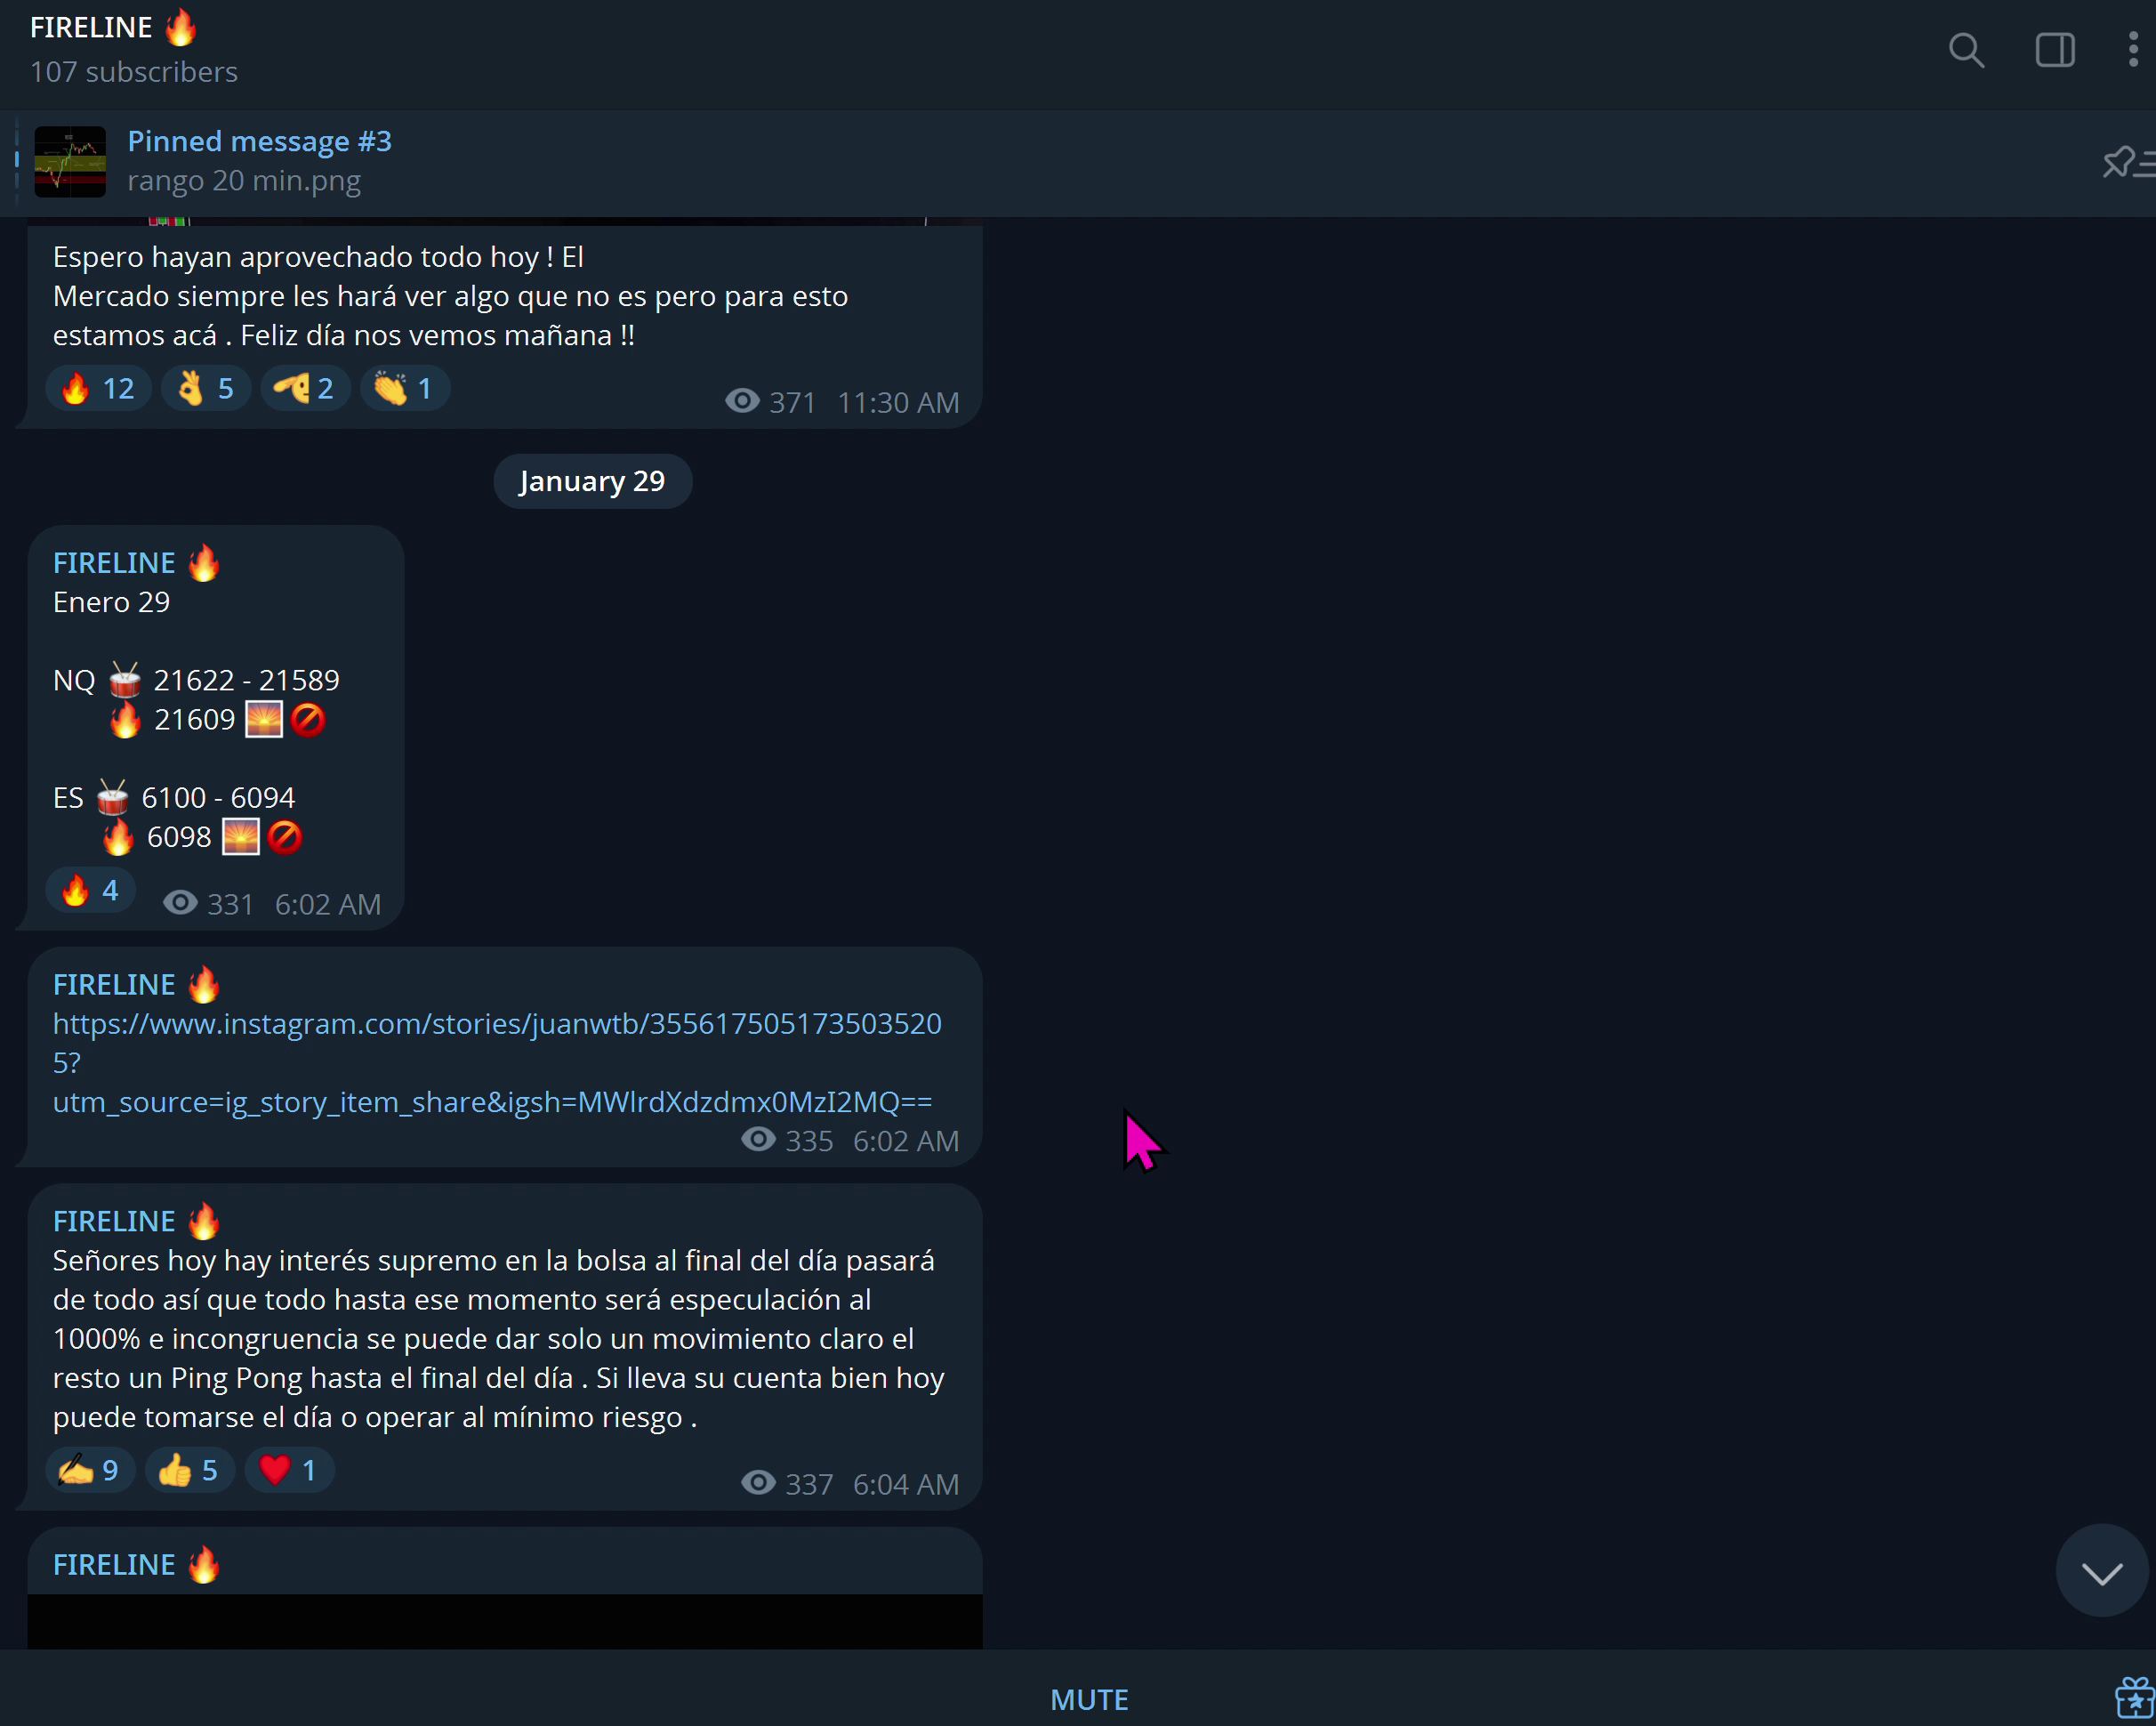 FIRELINE 🔥
107 subscribers
Pinned message #3
rango 20 min.png
Espero hayan aprovechado todo hoy ! El
Mercado siempre les hará ver algo que no es pero para esto
estamos acá . Feliz día nos vemos mañana !!
🔥 12 👌 5 🫳 2 👏 1 371 11:30 AM
January 29
FIRELINE 🔥
Enero 29
NQ 🥁 21622 - 21589
🔥 21609 🌅🚫
ES 🥁 6100 - 6094
🔥 6098 🌅🚫
🔥 4 331 6:02 AM
FIRELINE 🔥
https://www.instagram.com/stories/juanwtb/355617505173503520
5?
utm_source=ig_story_item_share&igsh=MWlrdXdzdmx0MzI2MQ==
335 6:02 AM
FIRELINE 🔥
Señores hoy hay interés supremo en la bolsa al final del día pasará
de todo así que todo hasta ese momento será especulación al
1000% e incongruencia se puede dar solo un movimiento claro el
resto un Ping Pong hasta el final del día . Si lleva su cuenta bien hoy
puede tomarse el día o operar al mínimo riesgo .
✍️ 9 👍 5 ❤️ 1 337 6:04 AM
FIRELINE 🔥
MUTE